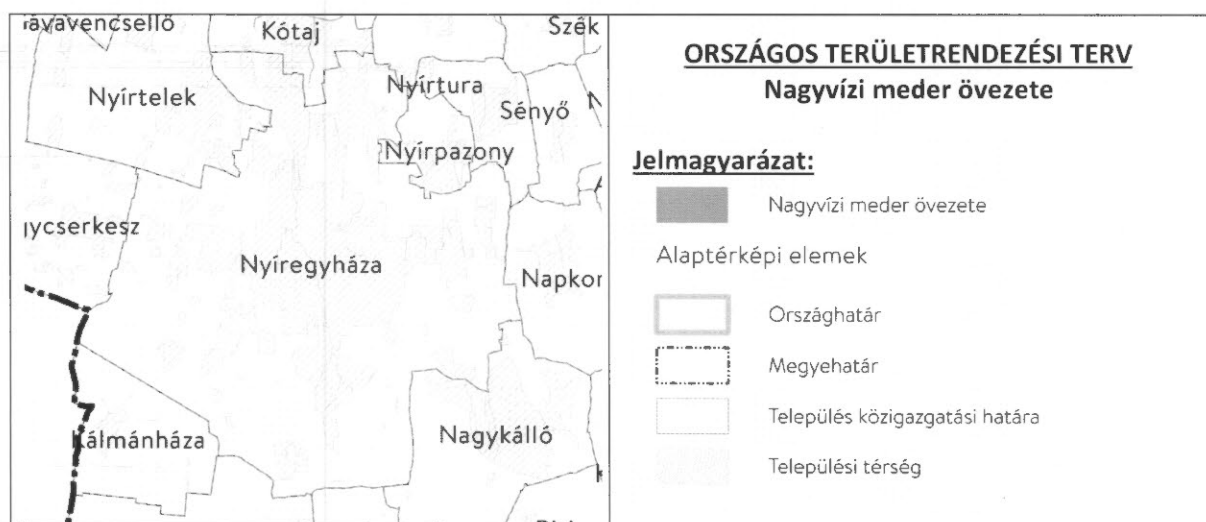 Kótaj
Szék
Nyírtelek
Nyírtura
Sényő
Nyírpazony
ycserkesz
Nyíregyháza
Napkor
Kálmánháza
Nagykálló
ORSZÁGOS TERÜLETRENDEZÉSI TERV
Nagyvízi meder övezete
Jelmagyarázat:
Nagyvízi meder övezete
Alaptérképi elemek
Országhatár
Megyehatár
Település közigazgatási határa
Települési térség